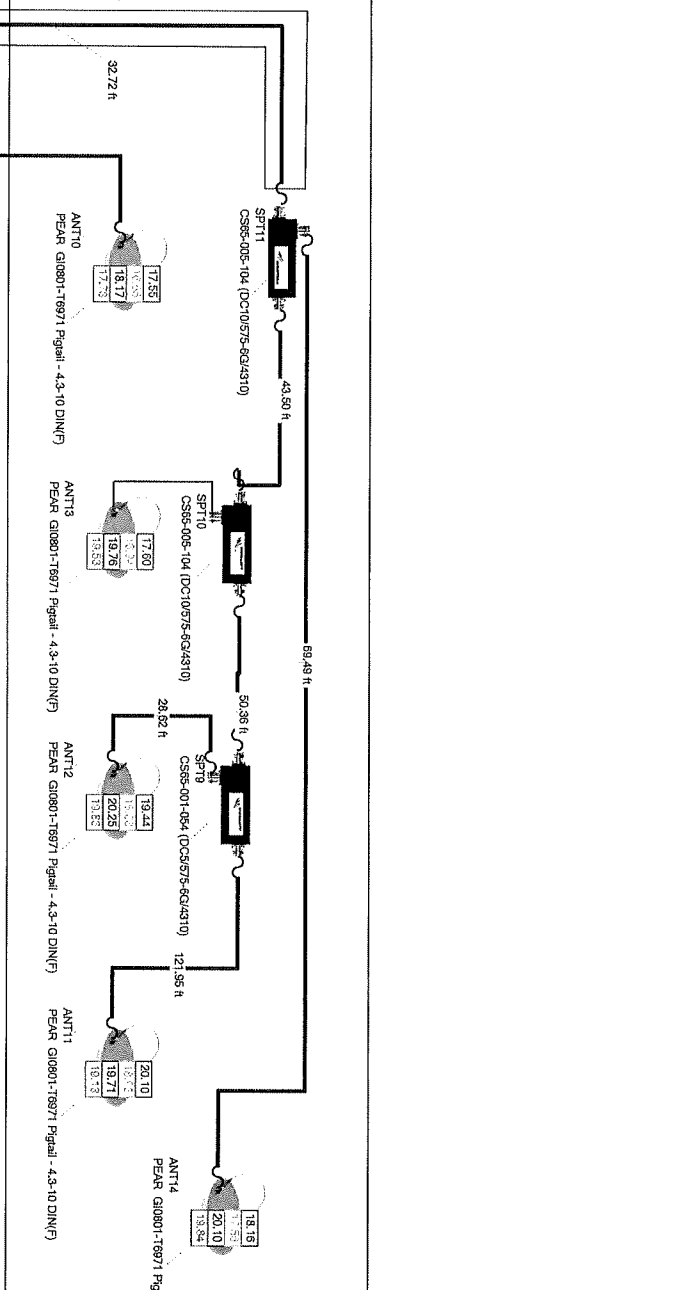 32.72 ft
SPT11
CS65-005-104 (DC10/575-6G/4310)
ANT10
PEAR GI0801-T6971 Pigtail - 4.3-10 DIN(F)
17.55
18.17
43.50 ft
SPT10
CS65-005-104 (DC10/575-6G/4310)
ANT13
PEAR GI0801-T6971 Pigtail - 4.3-10 DIN(F)
17.60
19.76
19.53
69.49 ft
50.36 ft
28.62 ft
SPT9
CS65-001-054 (DC5/575-6G/4310)
ANT12
PEAR GI0801-T6971 Pigtail - 4.3-10 DIN(F)
19.44
20.25
121.95 ft
ANT11
PEAR GI0801-T6971 Pigtail - 4.3-10 DIN(F)
20.10
19.71
19.13
ANT14
PEAR GI0801-T6971 Pig
18.16
20.10
19.84